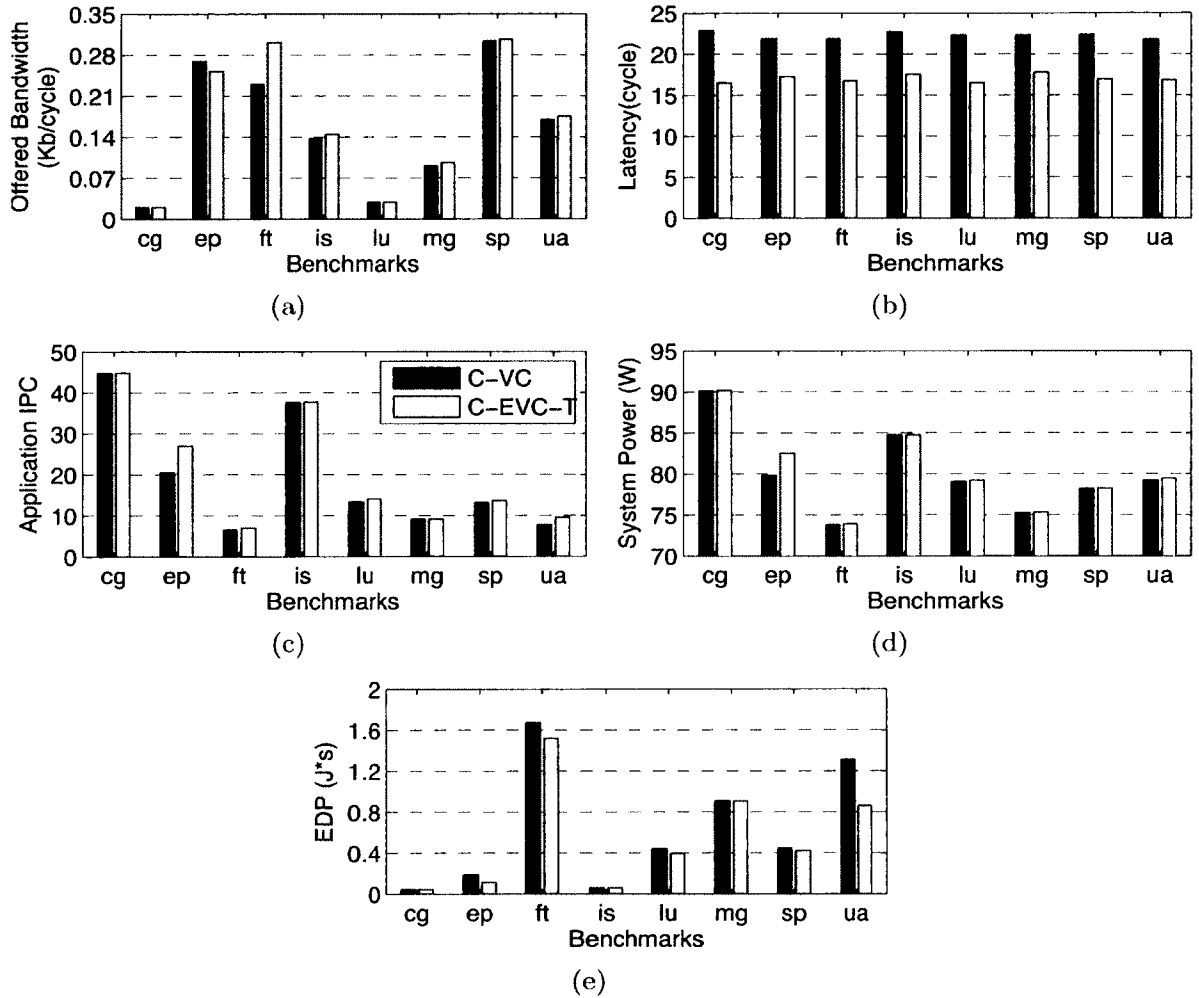 0.35
0.28
0.21
0.14
0.07
0
Offered Bandwidth
(Kb/cycle)
cg ep ft is lu mg sp ua
Benchmarks
(a)
25
20
15
10
5
0
Latency(cycle)
cg ep ft is lu mg sp ua
Benchmarks
(b)
50
40
30
20
10
0
Application IPC
C-VC
C-EVC-T
cg ep ft is lu mg sp ua
Benchmarks
(c)
95
90
85
80
75
70
System Power (W)
cg ep ft is lu mg sp ua
Benchmarks
(d)
2
1.6
1.2
0.8
0.4
0
EDP (J*s)
cg ep ft is lu mg sp ua
Benchmarks
(e)